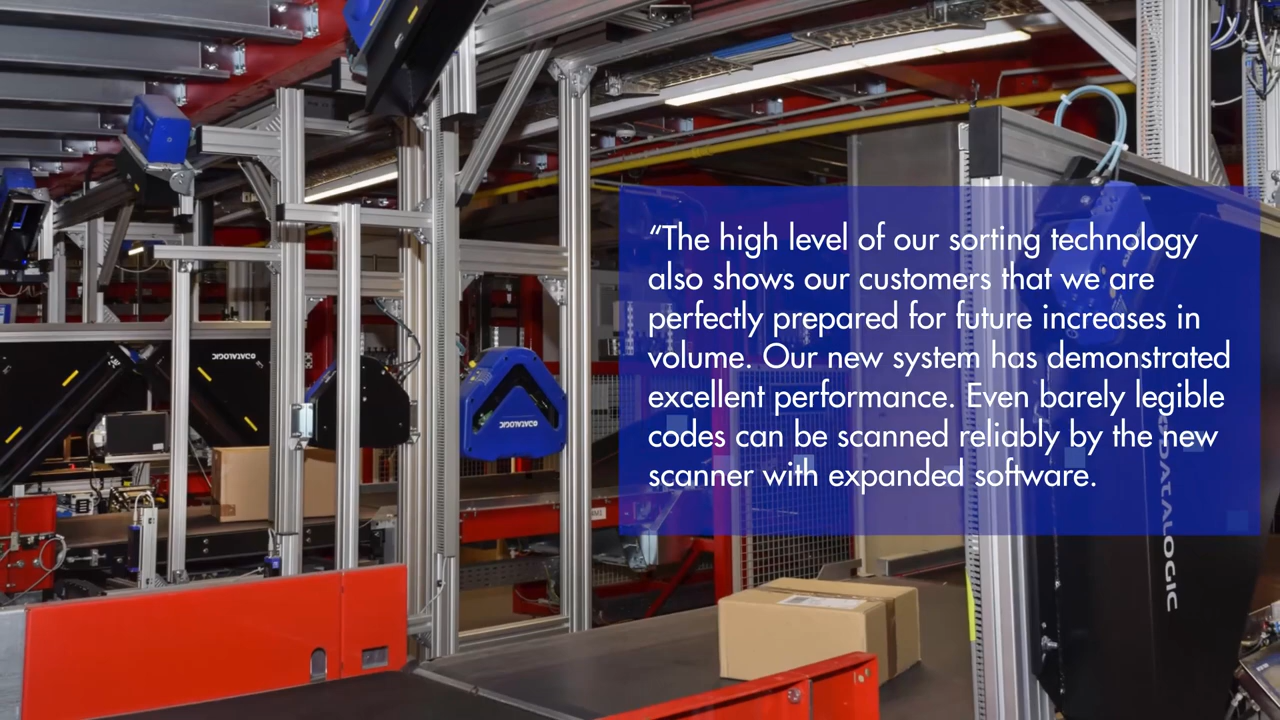 “The high level of our sorting technology
also shows our customers that we are
perfectly prepared for future increases in
volume. Our new system has demonstrated
excellent performance. Even barely legible
codes can be scanned reliably by the new
scanner with expanded software.
DATALOGIC
DATALOGIC
DATALOGIC